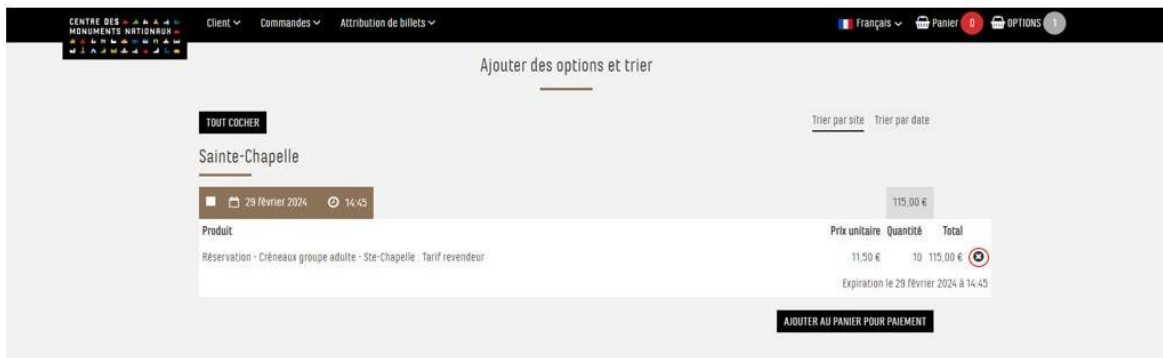 CENTRE DES
MONUMENTS NATIONAUX
Client Commandes Attribution de billets Français Panier 0 OPTIONS 1
Ajouter des options et trier
TOUT COCHER Trier par site Trier par date
Sainte-Chapelle
29 février 2024 14:45 115,00 €
Produit Prix unitaire Quantité Total
Réservation - Créneaux groupe adulte - Ste-Chapelle : Tarif revendeur 11,50 € 10 115,00 €
Expiration le 29 février 2024 à 14:45
AJOUTER AU PANIER POUR PAIEMENT